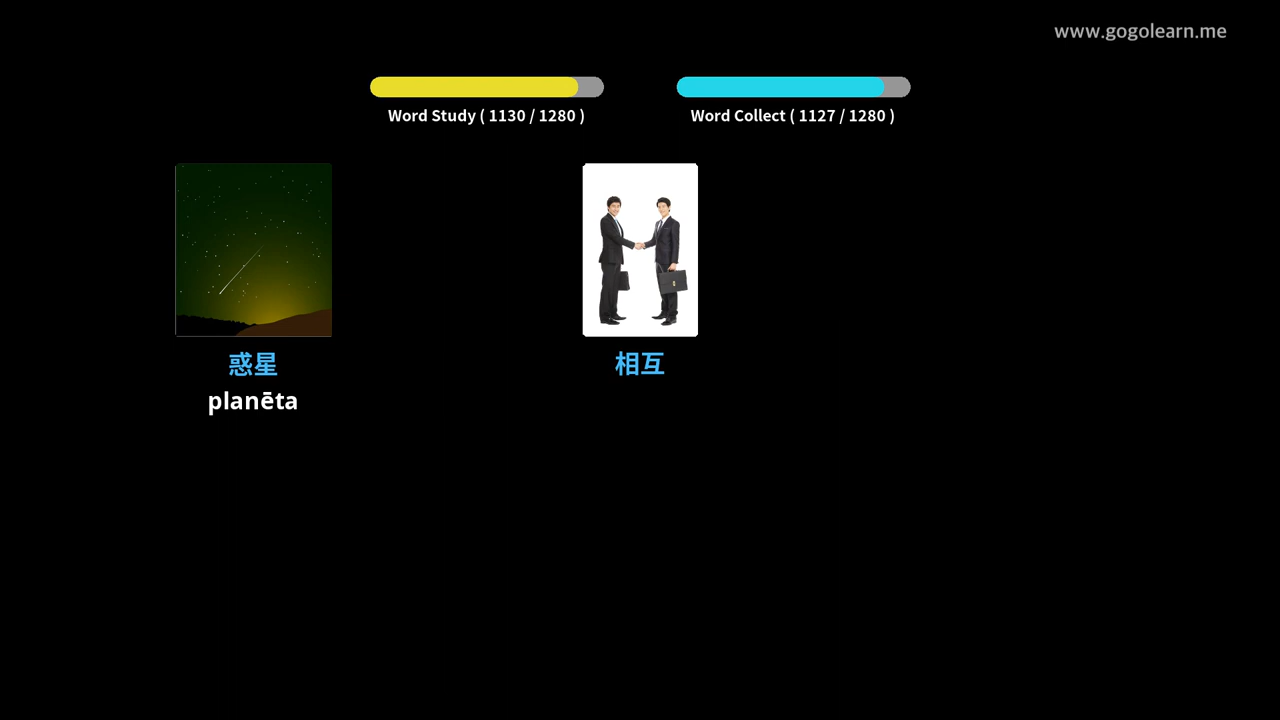 www.gogolearn.me
Word Study ( 1130 / 1280 )
Word Collect ( 1127 / 1280 )
惑星
planēta
相互